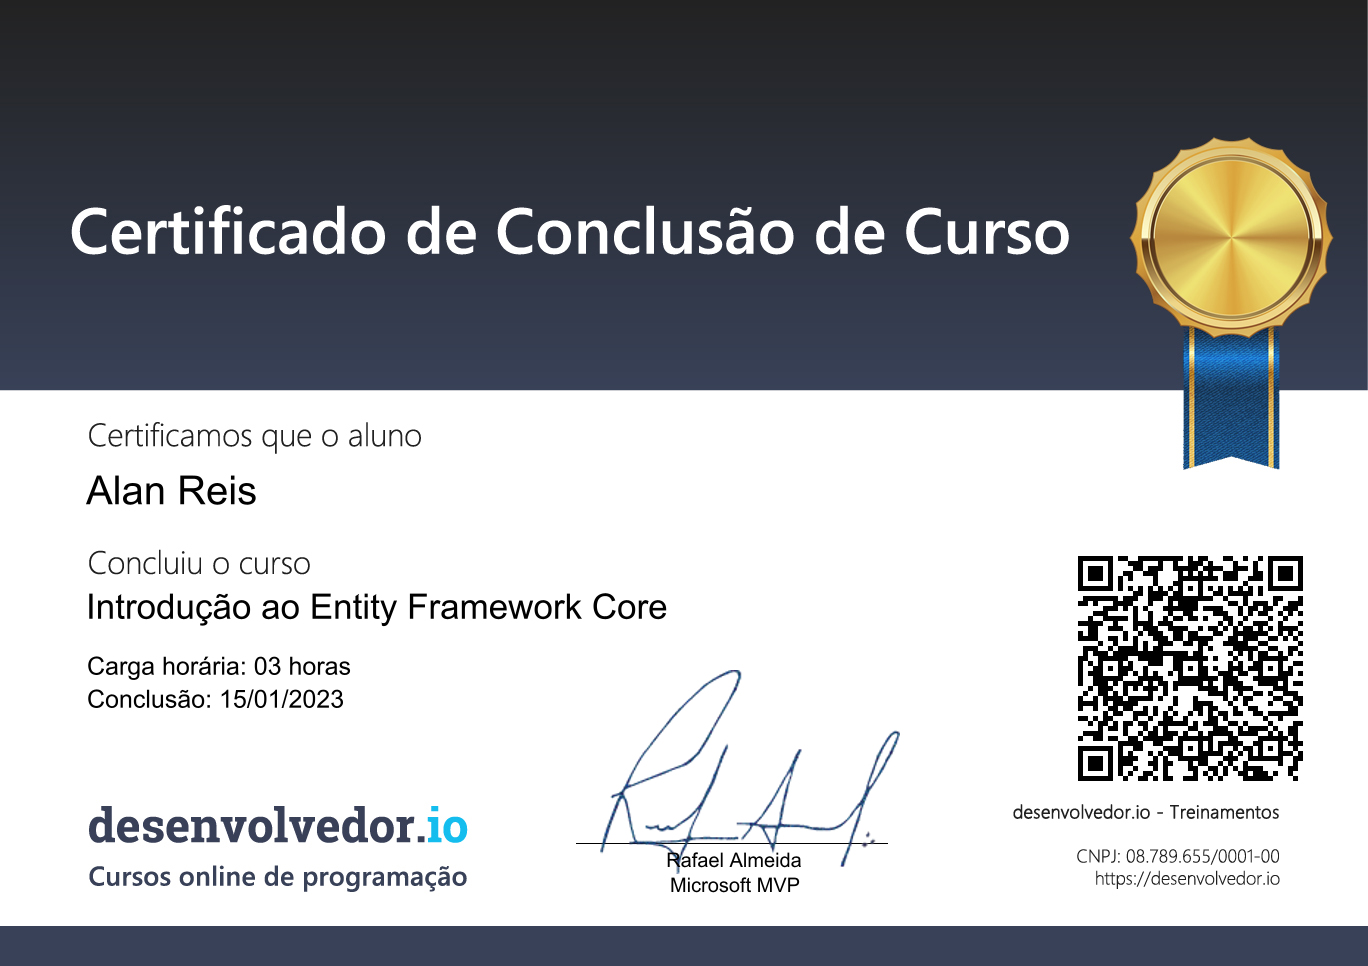 Certificado de Conclusão de Curso
Certificamos que o aluno
Alan Reis
Concluiu o curso
Introdução ao Entity Framework Core
Carga horária: 03 horas
Conclusão: 15/01/2023
desenvolvedor.io
Cursos online de programação
Rafael Almeida
Microsoft MVP
desenvolvedor.io - Treinamentos
CNPJ: 08.789.655/0001-00
https://desenvolvedor.io